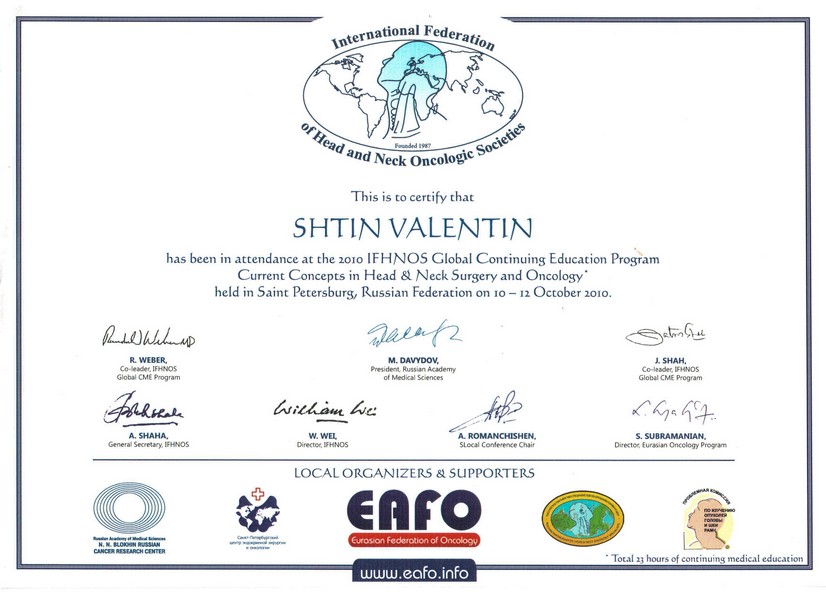 International Federation
of Head and Neck Oncologic Societies
Founded 1987
This is to certify that
SHTIN VALENTIN
has been in attendance at the 2010 IFHNOS Global Continuing Education Program
Current Concepts in Head & Neck Surgery and Oncology*
held in Saint Petersburg, Russian Federation on 10 – 12 October 2010.
R. WEBER,
Co-leader, IFHNOS
Global CME Program
M. DAVYDOV,
President, Russian Academy
of Medical Sciences
J. SHAH,
Co-leader, IFHNOS
Global CME Program
William Wei
A. SHAHA,
General Secretary, IFHNOS
W. WEI,
Director, IFHNOS
A. ROMANCHISHEN,
SLocal Conference Chair
S. SUBRAMANIAN,
Director, Eurasian Oncology Program
LOCAL ORGANIZERS & SUPPORTERS
Russian Academy of Medical Sciences
N. N. BLOKHIN RUSSIAN
CANCER RESEARCH CENTER
Санкт-Петербургский
центр эндокринной хирургии
и онкологии
EAFO
Eurasian Federation of Oncology
ПРОБЛЕМНАЯ КОМИССИЯ
ПО ИЗУЧЕНИЮ
ОПУХОЛЕЙ
ГОЛОВЫ
И ШЕИ
РАМН
* Total 23 hours of continuing medical education
www.eafo.info